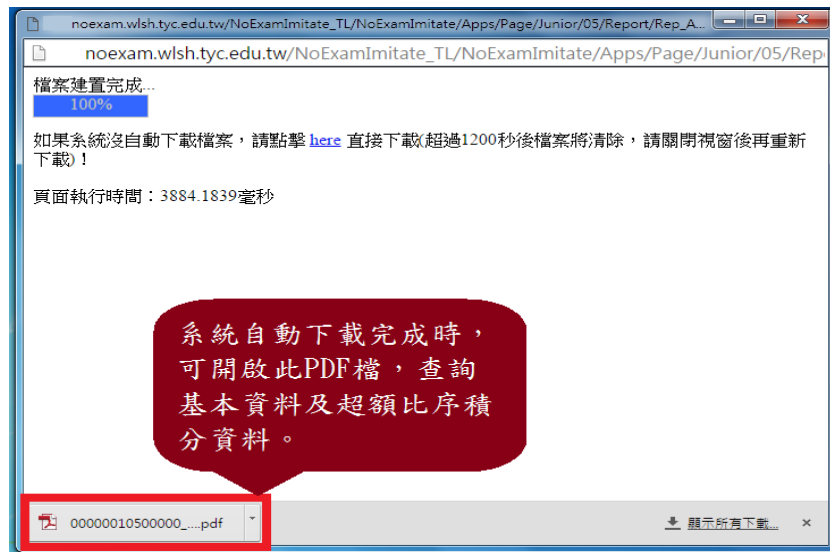 noexam.wlsh.tyc.edu.tw/NoExamImitate_TL/NoExamImitate/Apps/Page/Junior/05/Report/Rep_A...
noexam.wlsh.tyc.edu.tw/NoExamImitate_TL/NoExamImitate/Apps/Page/Junior/05/Rep
檔案建置完成...
100%
如果系統沒自動下載檔案，請點擊 here 直接下載(超過1200秒後檔案將清除，請關閉視窗後再重新
下載)！
頁面執行時間：3884.1839毫秒
系統自動下載完成時，
可開啟此PDF檔，查詢
基本資料及超額比序積
分資料。
00000010500000_....pdf
顯示所有下載...